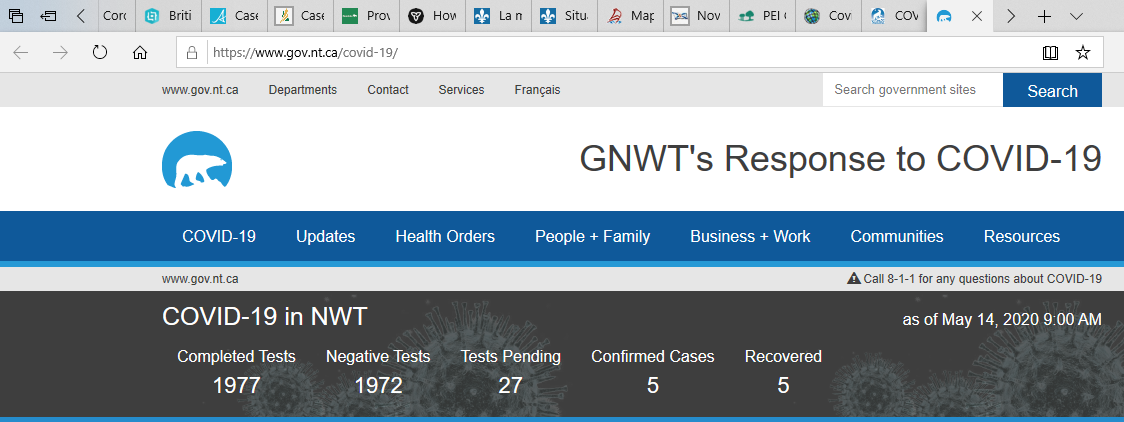 Corc Briti Case Case Prov How La m Situ Map Nov PEI Covi COV
https://www.gov.nt.ca/covid-19/
www.gov.nt.ca Departments Contact Services Français Search government sites Search
GNWT's Response to COVID-19
COVID-19 Updates Health Orders People + Family Business + Work Communities Resources
www.gov.nt.ca Call 8-1-1 for any questions about COVID-19
COVID-19 in NWT as of May 14, 2020 9:00 AM
Completed Tests Negative Tests Tests Pending Confirmed Cases Recovered
1977 1972 27 5 5